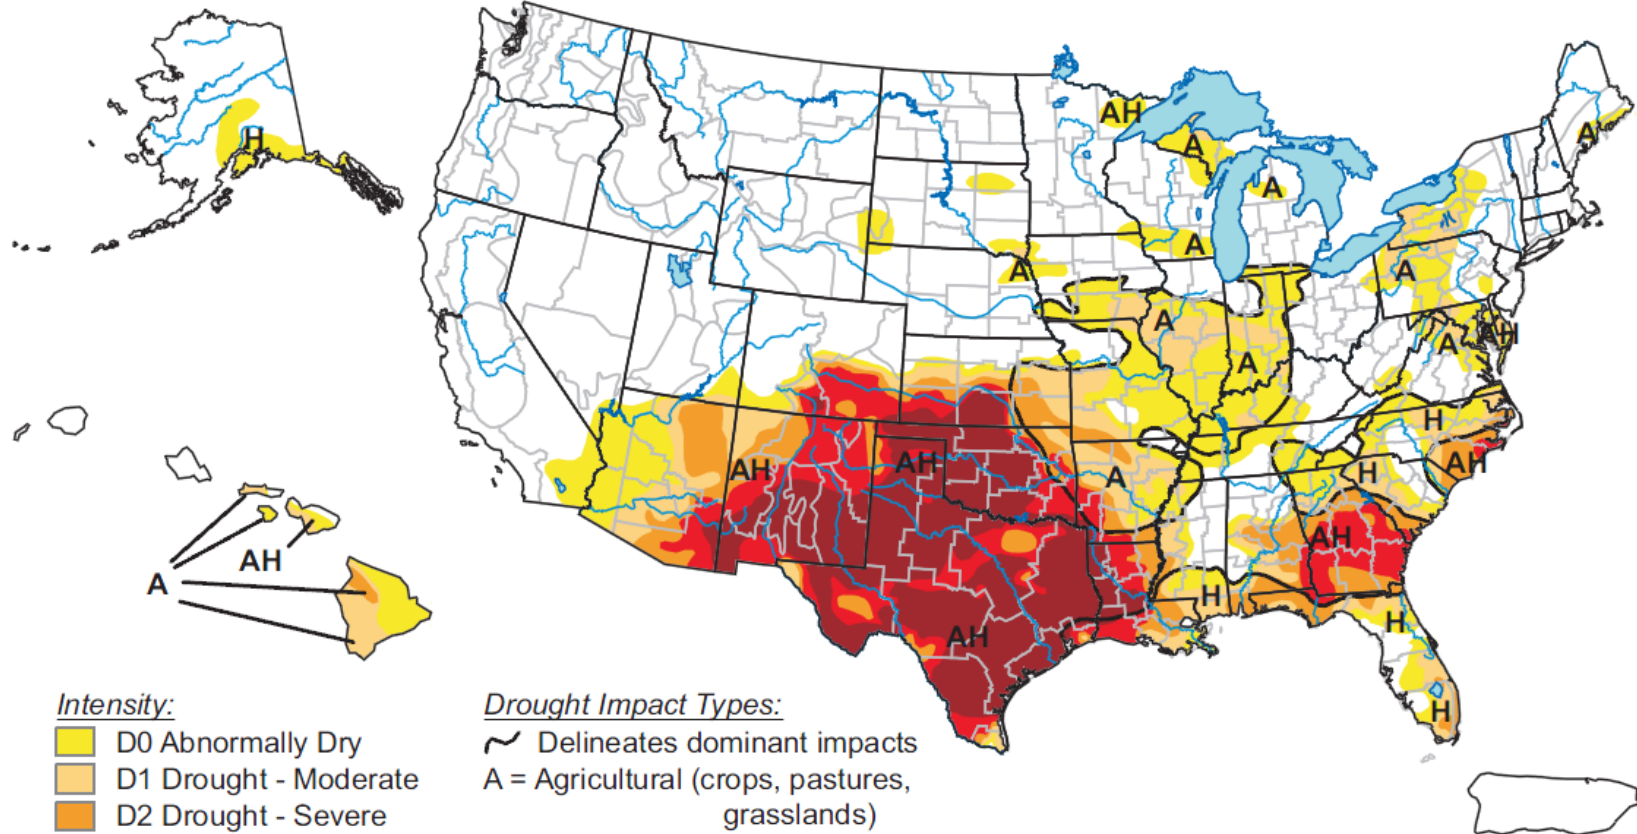 H
AH
A
A
A
A
A
A
A
A
A
AH
H
AH
AH
A
H
AH
AH
H
AH
H
H
H
A
AH
Intensity:
D0 Abnormally Dry
D1 Drought - Moderate
D2 Drought - Severe
Drought Impact Types:
Delineates dominant impacts
A = Agricultural (crops, pastures,
grasslands)